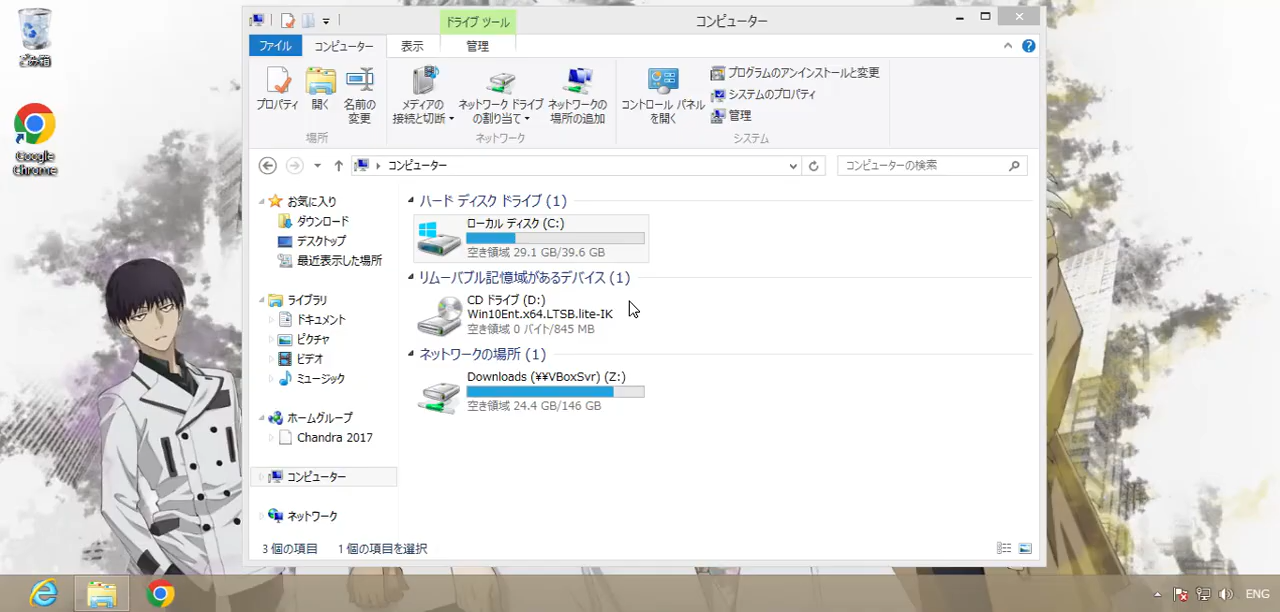 ごみ箱
Google
Chrome
ドライブ ツール
コンピューター
ファイル
コンピューター
表示
管理
プロパティ
開く
名前の
変更
場所
メディアの
接続と切断
ネットワーク ドライブ
の割り当て
ネットワークの
場所の追加
ネットワーク
コントロール パネル
を開く
プログラムのアンインストールと変更
システムのプロパティ
管理
システム
コンピューター
コンピューターの検索
お気に入り
ダウンロード
デスクトップ
最近表示した場所
ライブラリ
ドキュメント
ピクチャ
ビデオ
ミュージック
ホームグループ
Chandra 2017
コンピューター
ネットワーク
ハード ディスク ドライブ (1)
ローカル ディスク (C:)
空き領域 29.1 GB/39.6 GB
リムーバブル記憶域があるデバイス (1)
CD ドライブ (D:)
Win10Ent.x64.LTSB.lite-IK
空き領域 0 バイト/845 MB
ネットワークの場所 (1)
Downloads (¥¥VBoxSvr) (Z:)
空き領域 24.4 GB/146 GB
3 個の項目
1 個の項目を選択
ENG